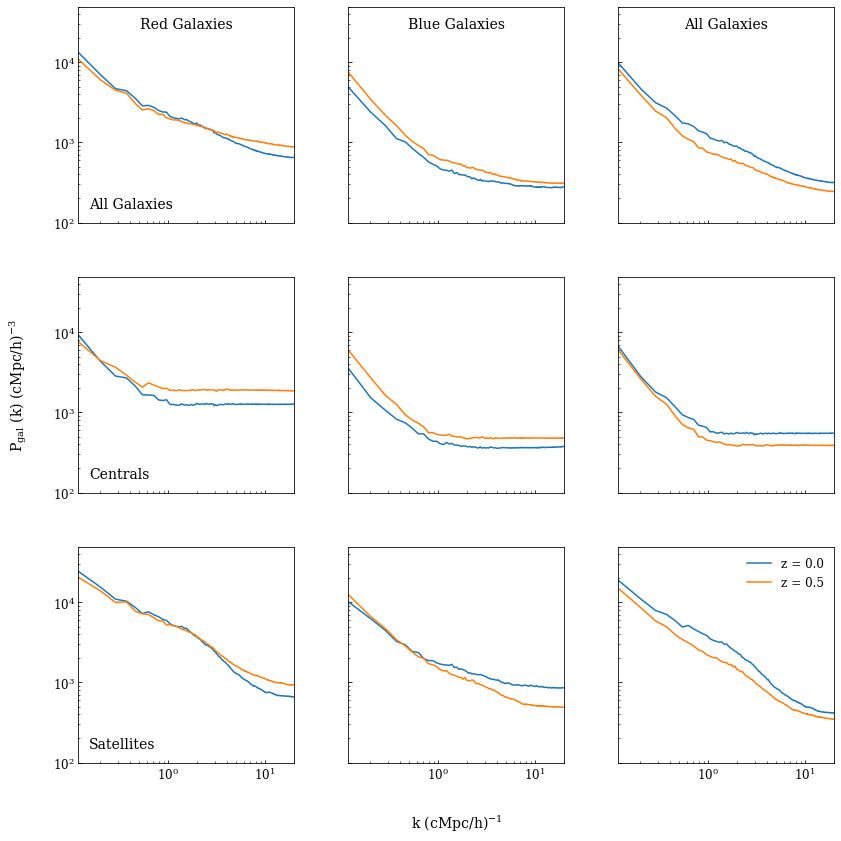 Red Galaxies
Blue Galaxies
All Galaxies
10⁴
10³
10²
All Galaxies
10⁴
10³
10²
Centrals
P_gal (k) (cMpc/h)⁻³
z = 0.0
z = 0.5
10⁴
10³
10²
Satellites
10⁰ 10¹
10⁰ 10¹
10⁰ 10¹
k (cMpc/h)⁻¹